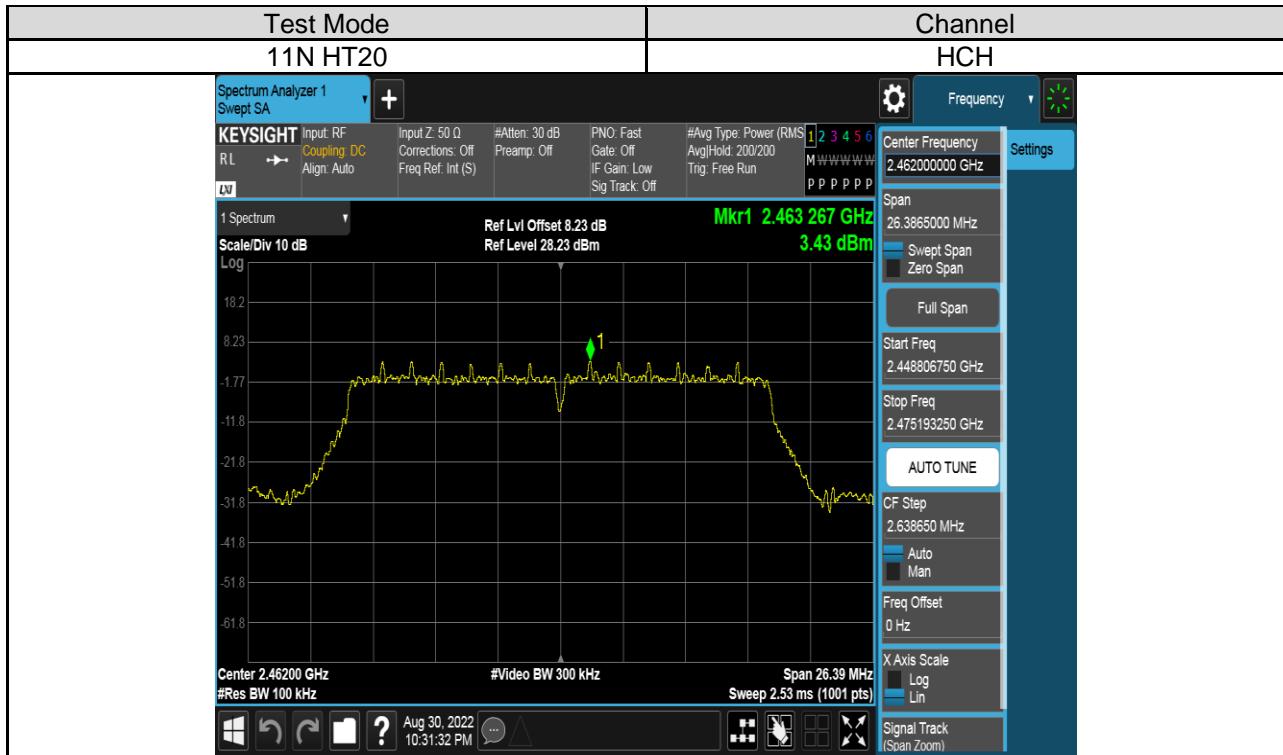 Test Mode Channel
11N HT20 HCH
Spectrum Analyzer 1
Swept SA
+
Frequency
KEYSIGHT
RL
LXI
Input: RF
Coupling: DC
Align: Auto
Input Z: 50 Ω
Corrections: Off
Freq Ref: Int (S)
#Atten: 30 dB
Preamp: Off
PNO: Fast
Gate: Off
IF Gain: Low
Sig Track: Off
#Avg Type: Power (RMS
Avg|Hold: 200/200
Trig: Free Run
1 2 3 4 5 6
M W W W W W
P P P P P P
1 Spectrum
Scale/Div 10 dB
Log
Ref Lvl Offset 8.23 dB
Ref Level 28.23 dBm
Mkr1 2.463 267 GHz
3.43 dBm
18.2
8.23
-1.77
-11.8
-21.8
-31.8
-41.8
-51.8
-61.8
1
Center 2.46200 GHz
#Res BW 100 kHz
#Video BW 300 kHz
Span 26.39 MHz
Sweep 2.53 ms (1001 pts)
?
Aug 30, 2022
10:31:32 PM
Center Frequency
2.462000000 GHz
Settings
Span
26.3865000 MHz
Swept Span
Zero Span
Full Span
Start Freq
2.448806750 GHz
Stop Freq
2.475193250 GHz
AUTO TUNE
CF Step
2.638650 MHz
Auto
Man
Freq Offset
0 Hz
X Axis Scale
Log
Lin
Signal Track
(Span Zoom)